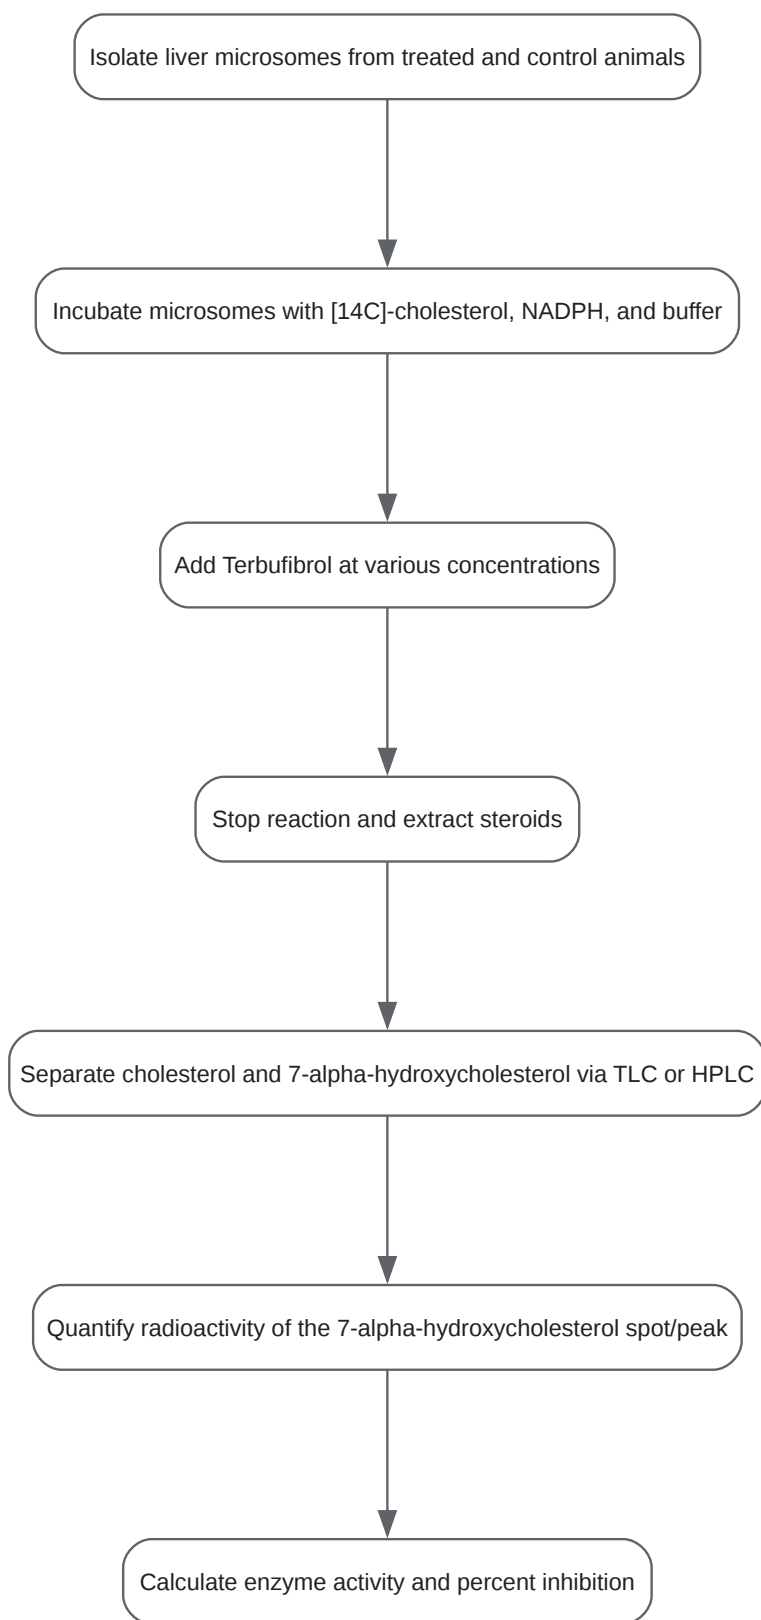 Isolate liver microsomes from treated and control animals
Incubate microsomes with [14C]-cholesterol, NADPH, and buffer
Add Terbufibrol at various concentrations
Stop reaction and extract steroids
Separate cholesterol and 7-alpha-hydroxycholesterol via TLC or HPLC
Quantify radioactivity of the 7-alpha-hydroxycholesterol spot/peak
Calculate enzyme activity and percent inhibition